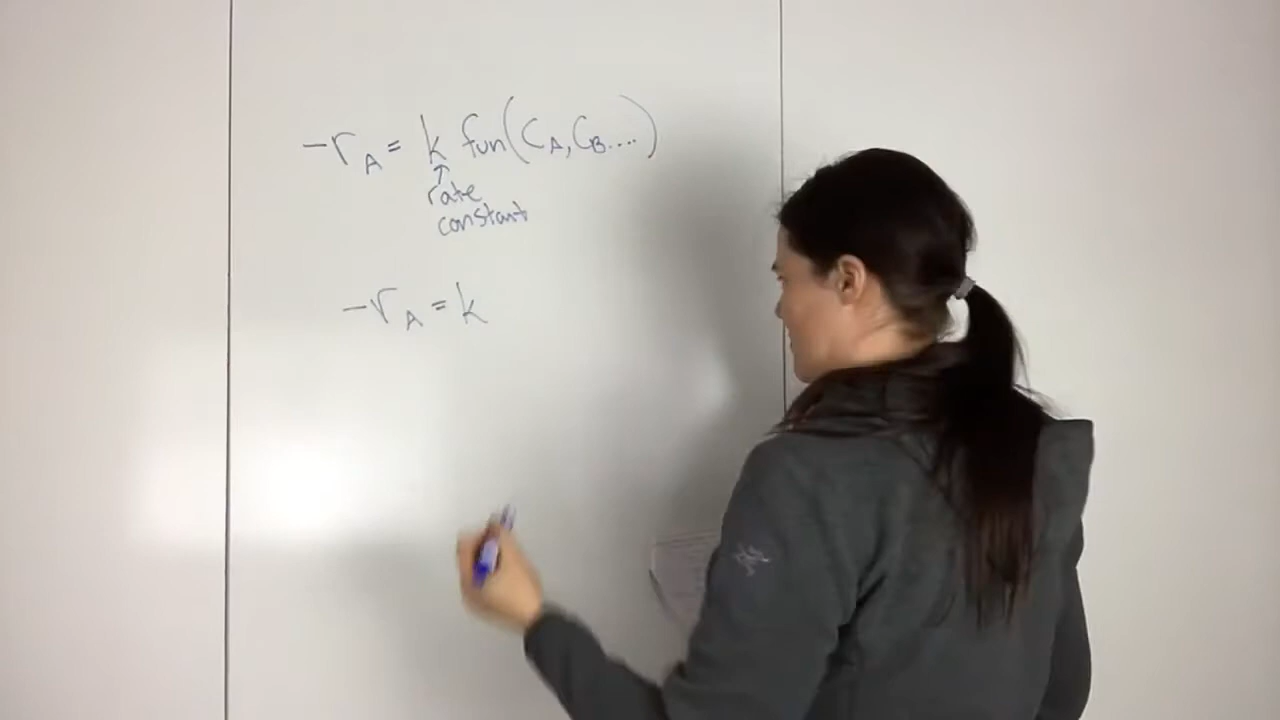 -rA = k fun(CA, CB....)
↑
rate
constant
-rA = k